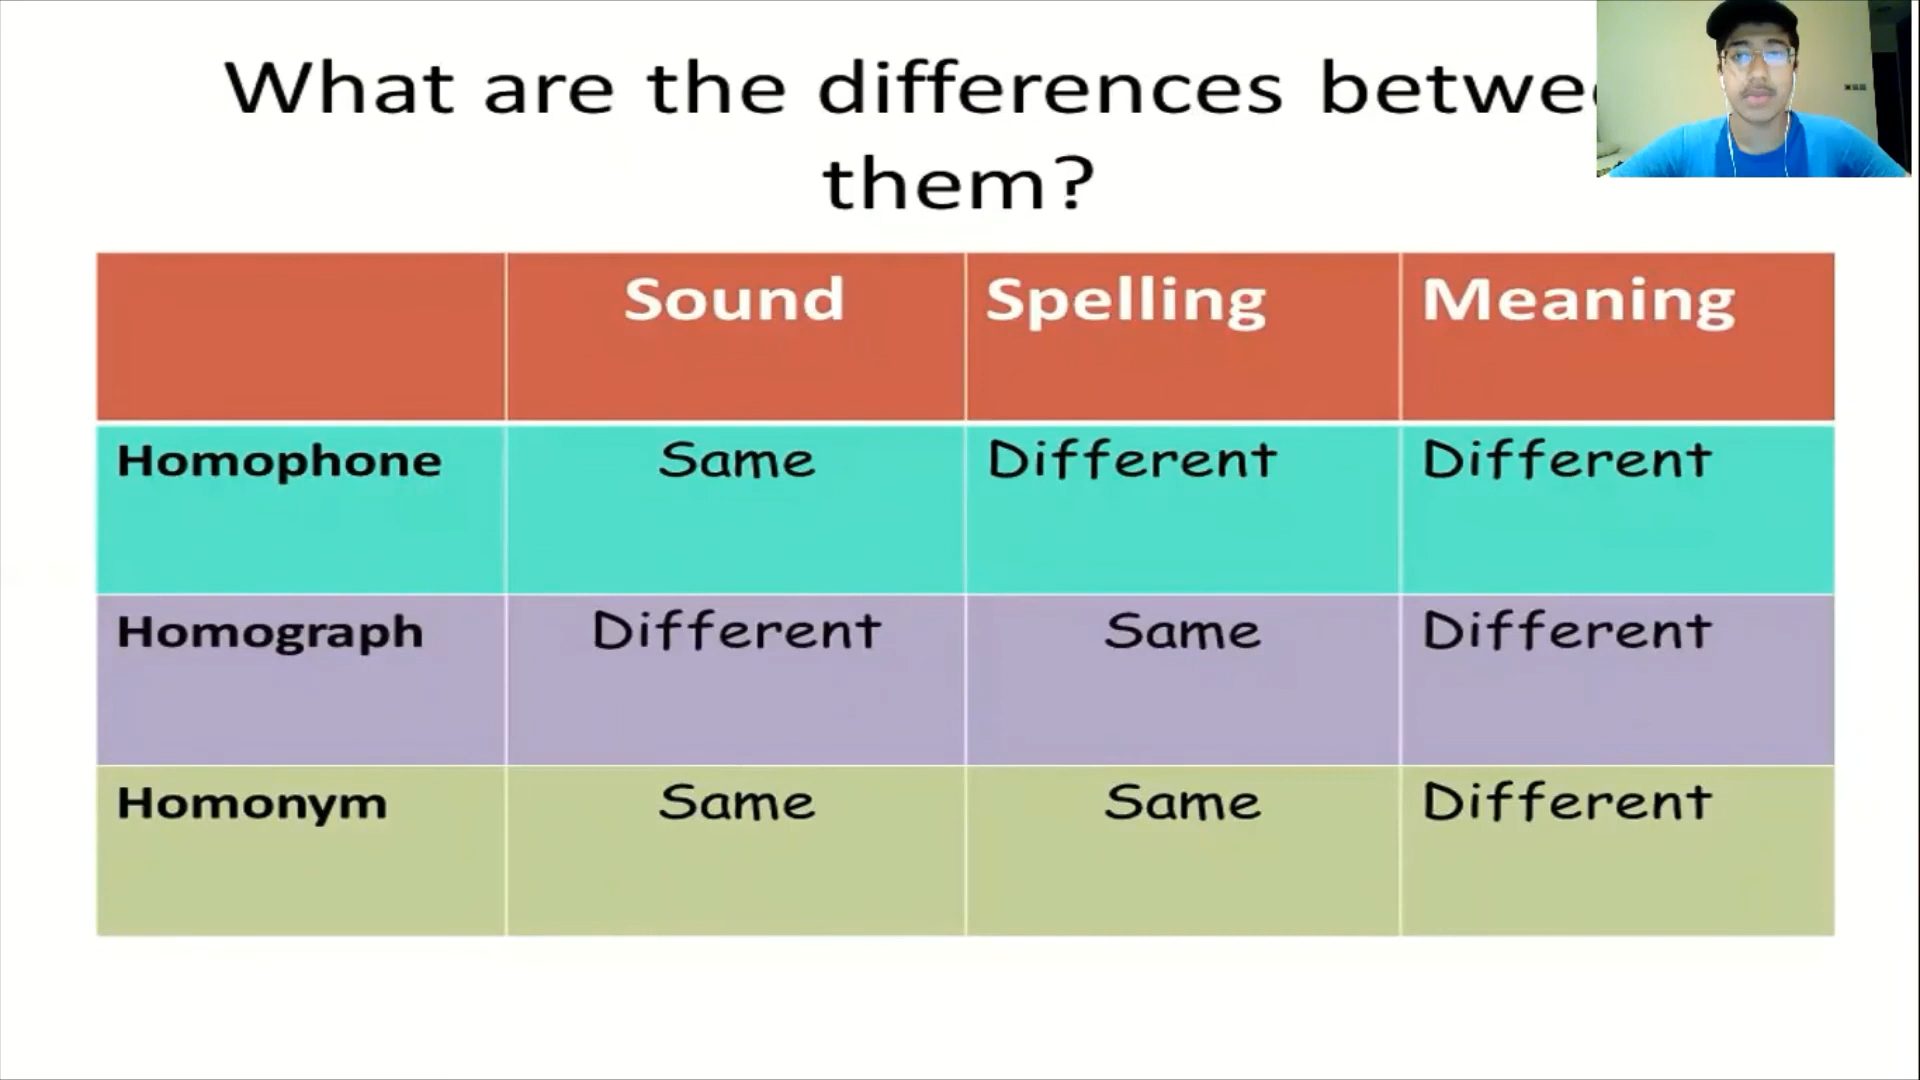 What are the differences betwe
them?
Sound Spelling Meaning
Homophone Same Different Different
Homograph Different Same Different
Homonym Same Same Different